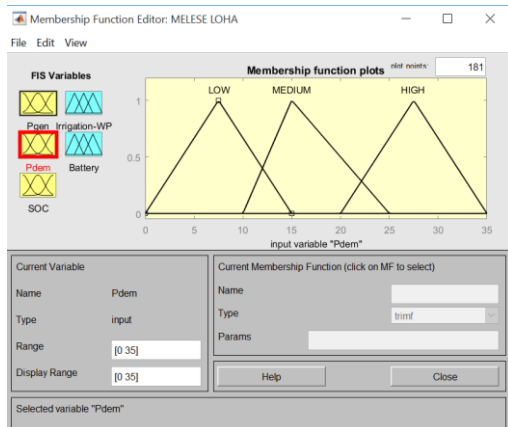 Membership Function Editor: MELESE LOHA
File Edit View
FIS Variables
Membership function plots plot points: 181
Pgen Irrigation-WP
Pdem Battery
SOC
LOW MEDIUM HIGH
1
0.5
0
0 5 10 15 20 25 30 35
input variable "Pdem"
Current Variable
Name Pdem
Type input
Range [0 35]
Display Range [0 35]
Current Membership Function (click on MF to select)
Name
Type trimf
Params
Help Close
Selected variable "Pdem"